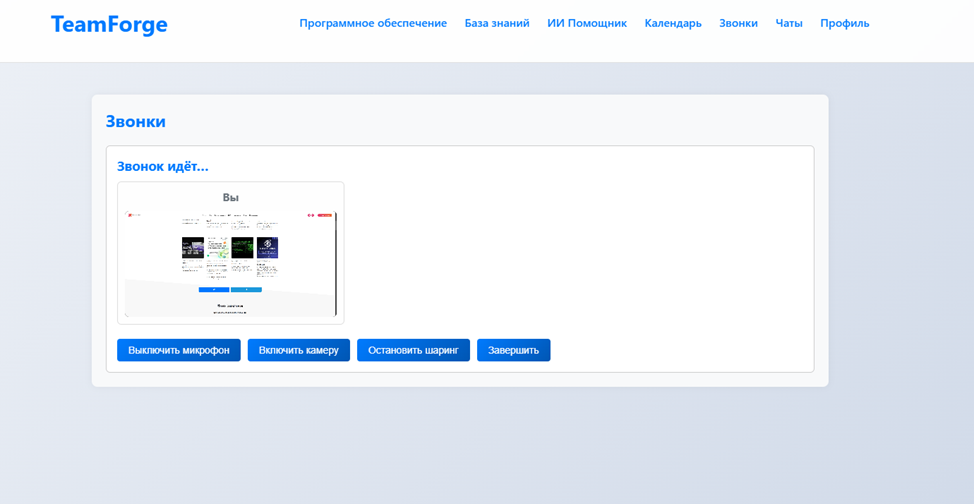 TeamForge
Программное обеспечение База знаний ИИ Помощник Календарь Звонки Чаты Профиль
Звонки
Звонок идёт...
Вы
Выключить микрофон Включить камеру Остановить шаринг Завершить